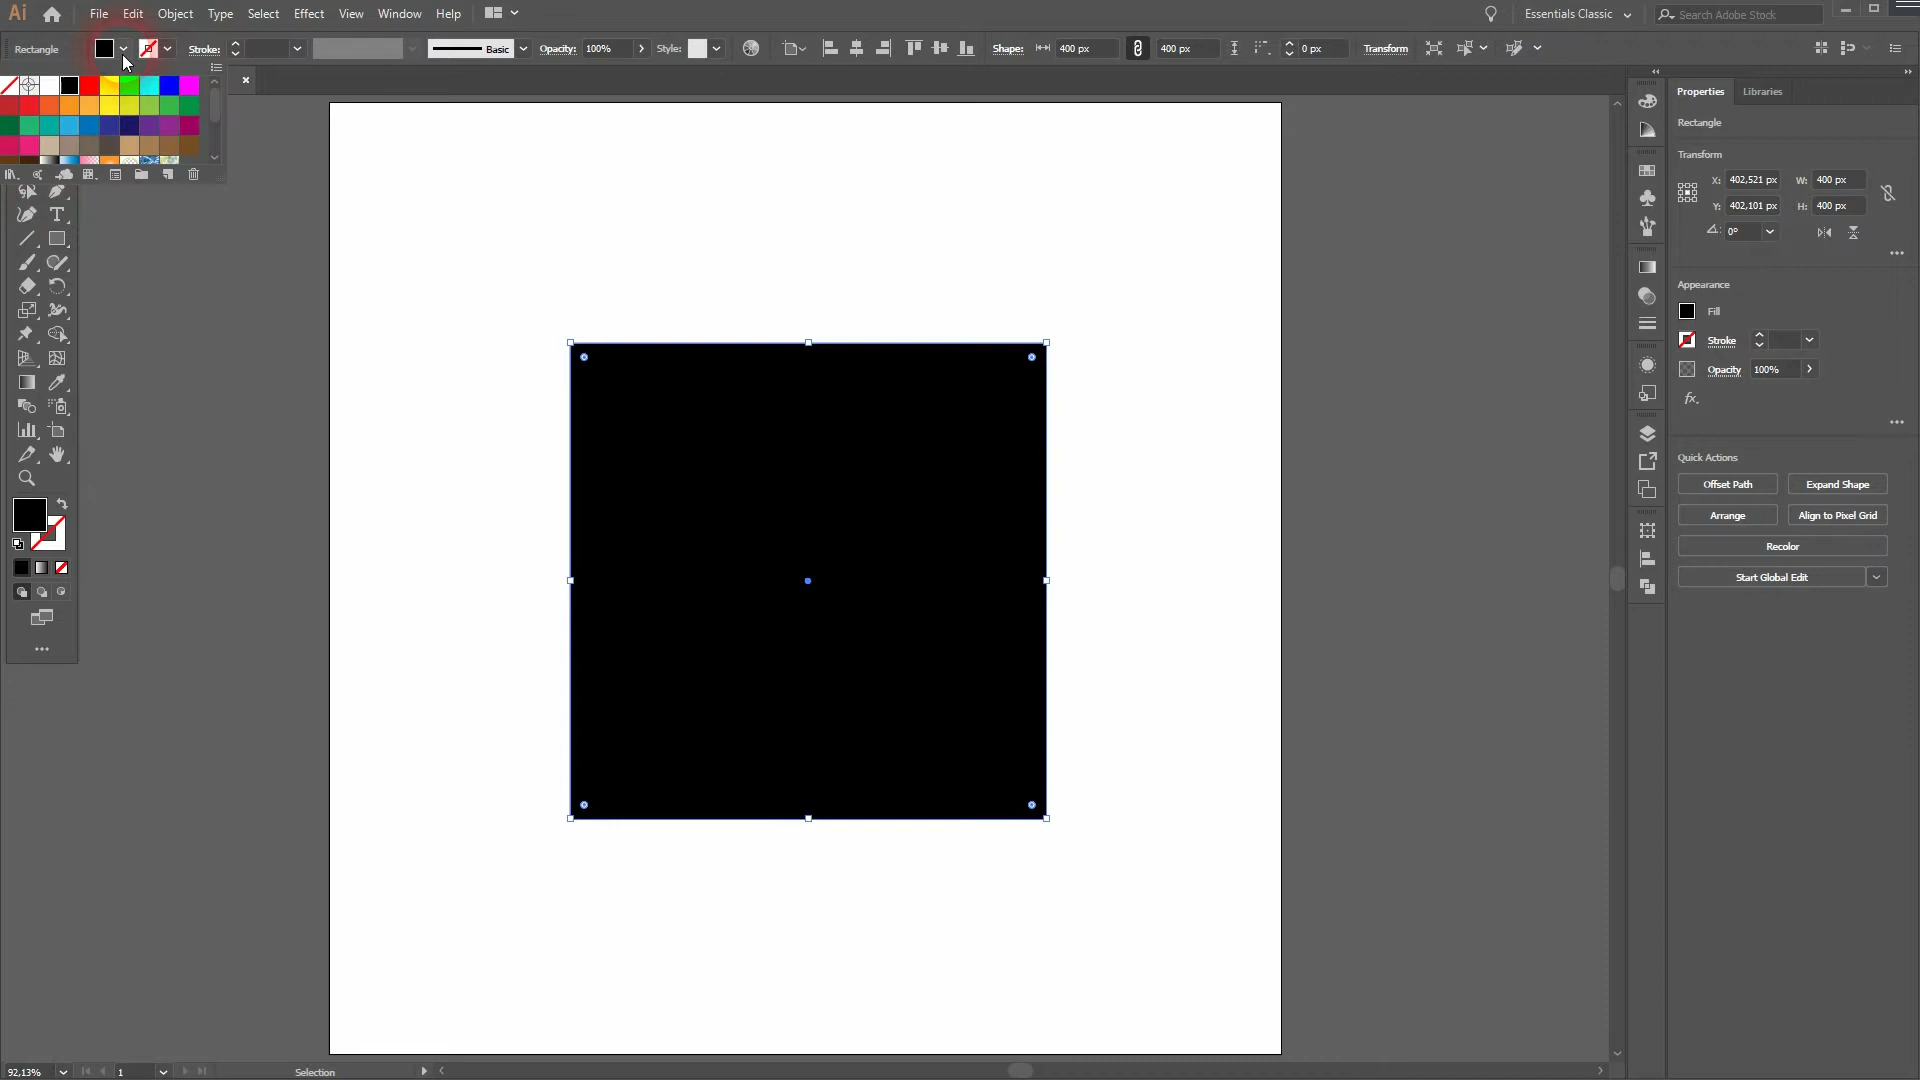 Ai File Edit Object Type Select Effect View Window Help Essentials Classic Search Adobe Stock
Rectangle Stroke: Basic Opacity: 100% Style: Shape: 400 px 400 px 0 px Transform
Properties Libraries
Rectangle
Transform
X: 402,521 px W: 400 px
Y: 402,101 px H: 400 px
0°
Appearance
Fill
Stroke
Opacity 100%
fx.
Quick Actions
Offset Path Expand Shape
Arrange Align to Pixel Grid
Recolor
Start Global Edit
92,13% 1 Selection